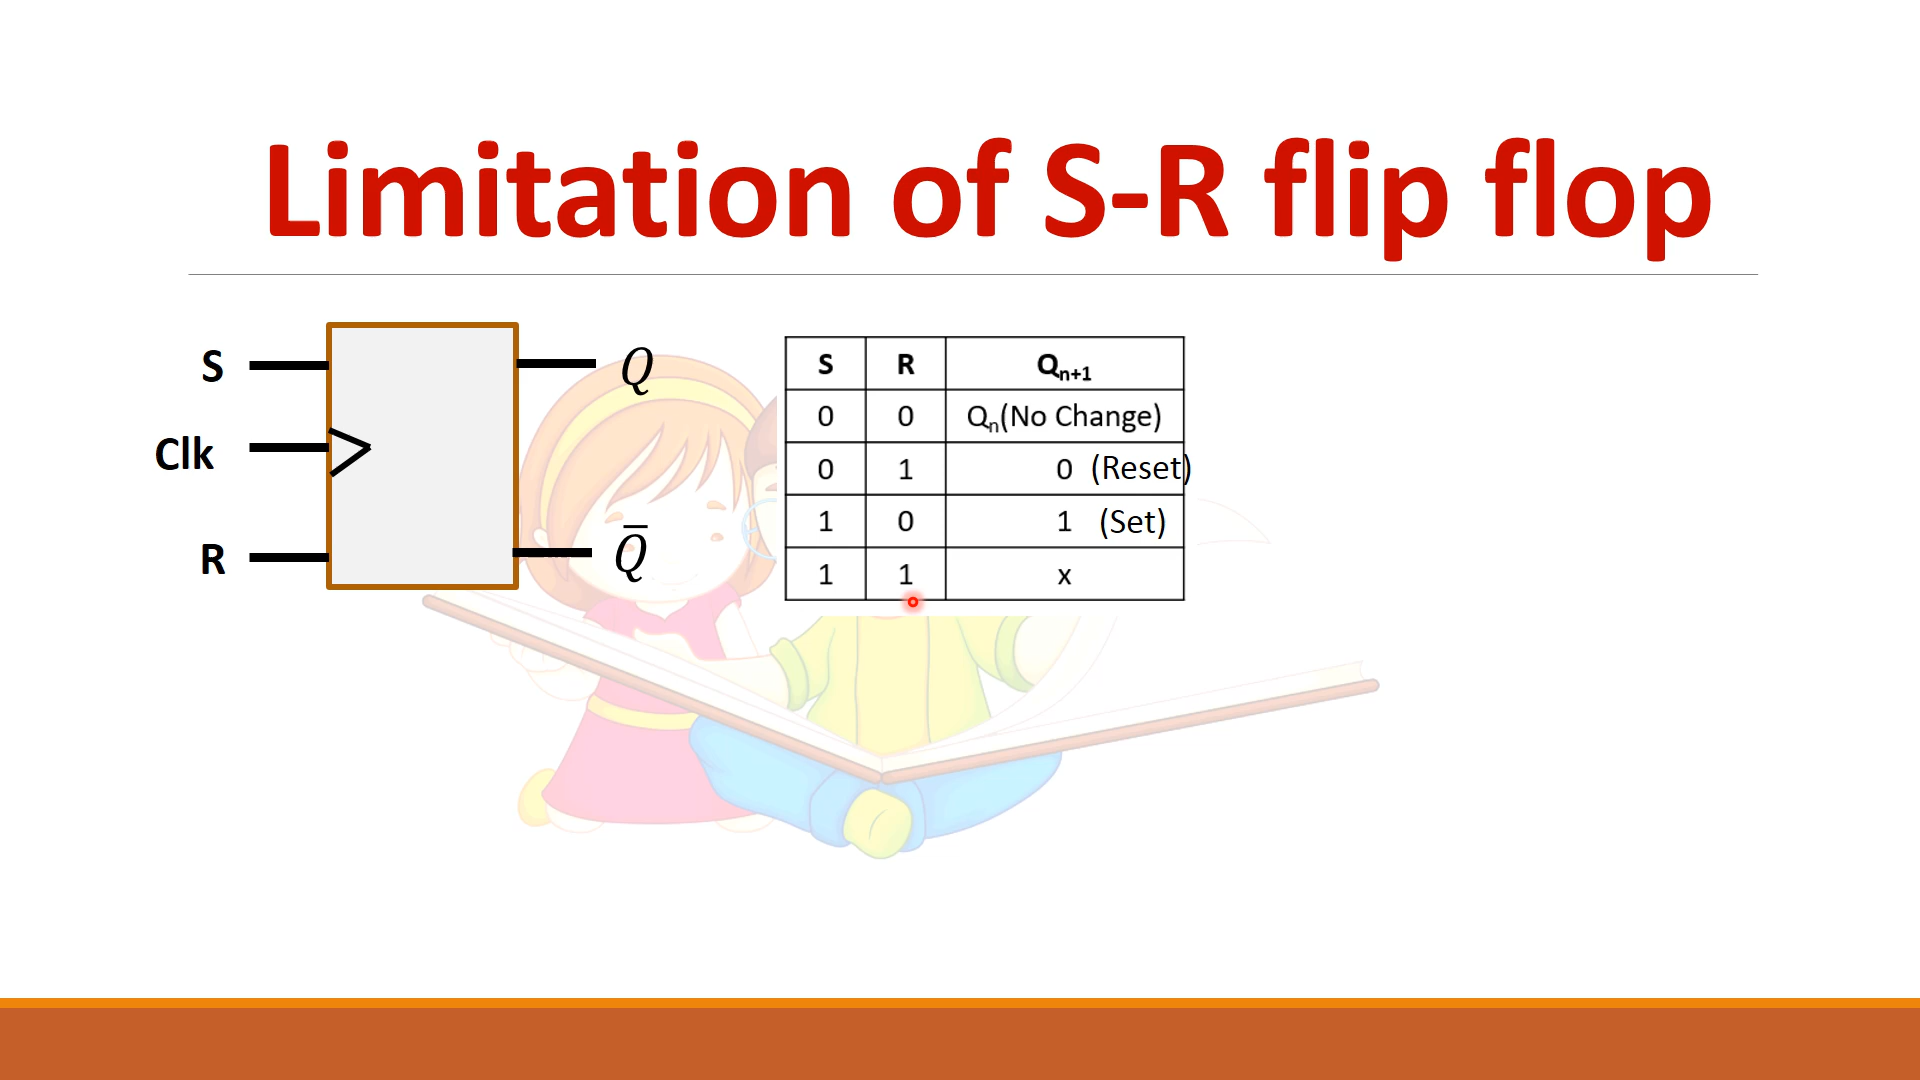 Limitation of S-R flip flop
S
Clk
R
Q
Q̅
S R Qn+1
0 0 Qn(No Change)
0 1 0 (Reset)
1 0 1 (Set)
1 1 x